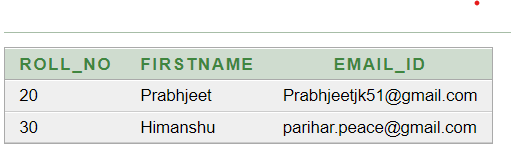 ROLL_NO FIRSTNAME EMAIL_ID
20 Prabhjeet Prabhjeetjk51@gmail.com
30 Himanshu parihar.peace@gmail.com